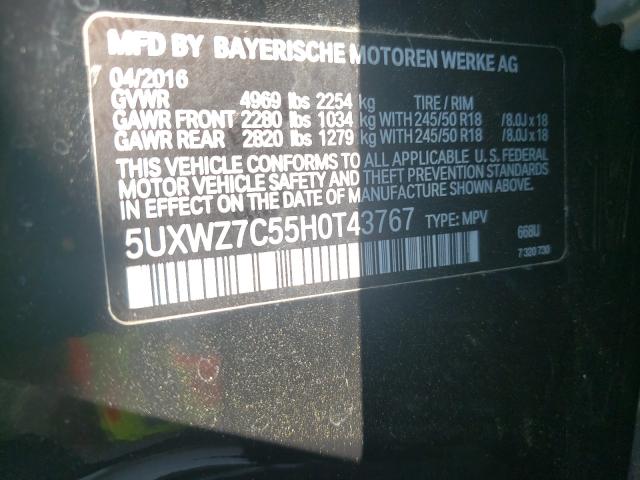 MFD BY BAYERISCHE MOTOREN WERKE AG
04/2016
GVWR 4969 lbs 2254 kg TIRE / RIM
GAWR FRONT 2280 lbs 1034 kg WITH 245/50 R18 /8.0J x 18
GAWR REAR 2820 lbs 1279 kg WITH 245/50 R18 /8.0J x 18
THIS VEHICLE CONFORMS TO ALL APPLICABLE U.S. FEDERAL
MOTOR VEHICLE SAFETY AND THEFT PREVENTION STANDARDS
IN EFFECT ON THE DATE OF MANUFACTURE SHOWN ABOVE.
5UXWZ7C55H0T43767 TYPE: MPV 668U
7 320 730